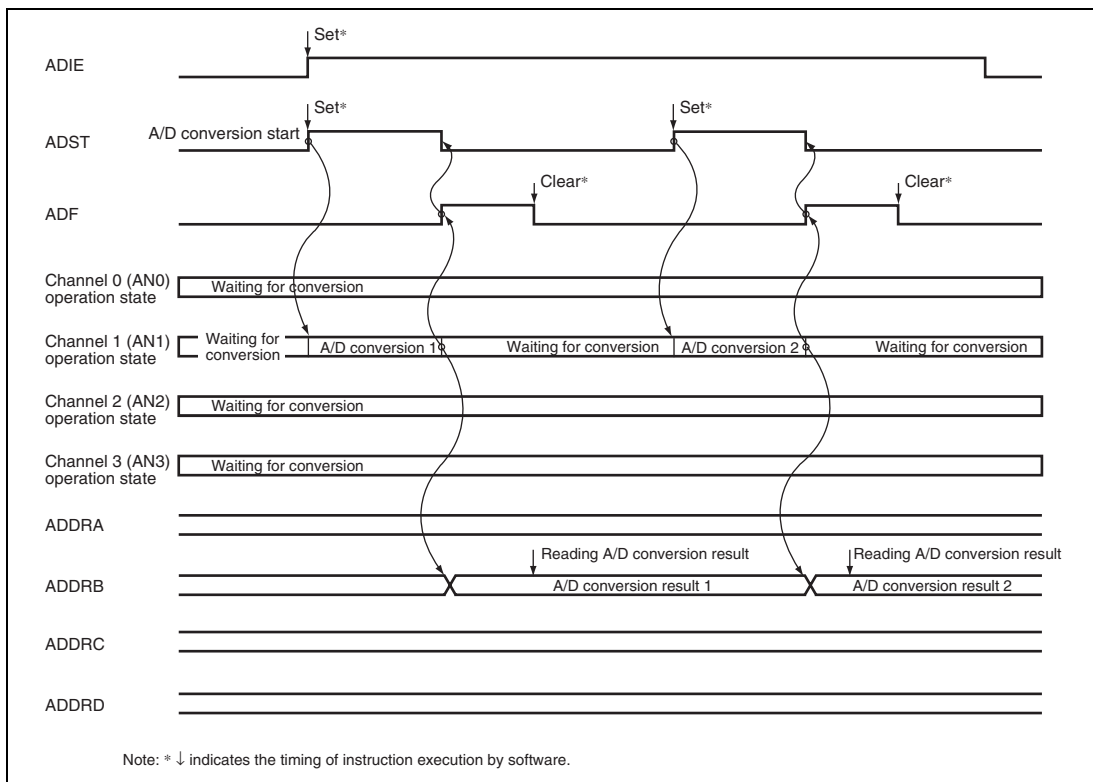 Set*
ADIE
Set* Set*
A/D conversion start
ADST
Clear* Clear*
ADF
Channel 0 (AN0)
operation state
Waiting for conversion
Channel 1 (AN1)
operation state
Waiting for
conversion
A/D conversion 1
Waiting for conversion
A/D conversion 2
Waiting for conversion
Channel 2 (AN2)
operation state
Waiting for conversion
Channel 3 (AN3)
operation state
Waiting for conversion
ADDRA
Reading A/D conversion result Reading A/D conversion result
ADDRB
A/D conversion result 1 A/D conversion result 2
ADDRC
ADDRD
Note: * ↓ indicates the timing of instruction execution by software.